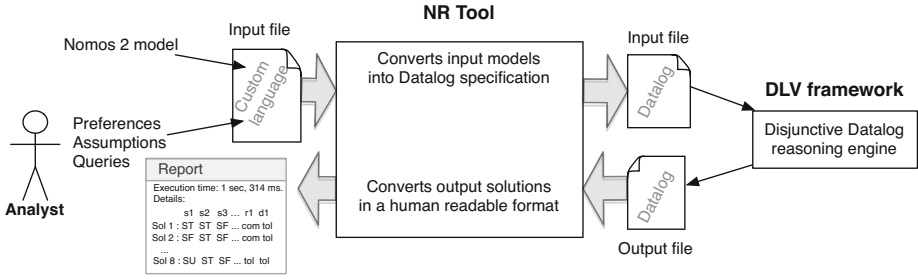 NR Tool
Input file
Nomos 2 model
Custom
language
Converts input models
into Datalog specification
Input file
Datalog
DLV framework
Disjunctive Datalog
reasoning engine
Preferences
Assumptions
Queries
Analyst
Report
Execution time: 1 sec, 314 ms.
Details:
s1 s2 s3 ... r1 d1
Sol 1 : ST ST SF ... com tol
Sol 2 : SF ST SF ... com tol
...
Sol 8 : SU ST SF ... tol tol
Converts output solutions
in a human readable format
Datalog
Output file